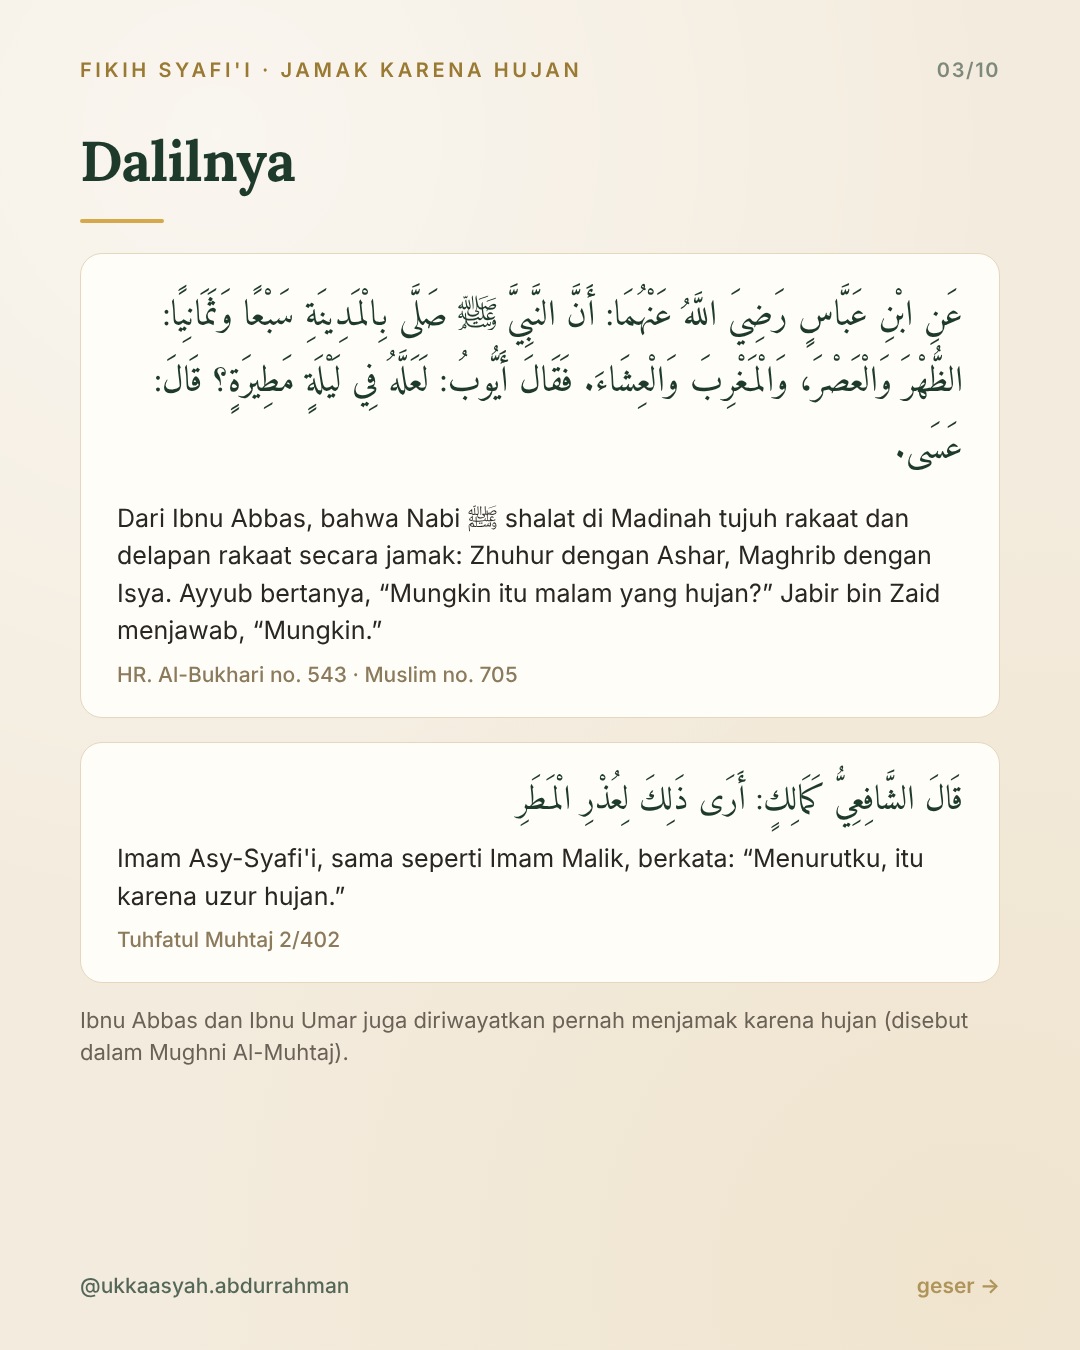 FIKIH SYAFI'I · JAMAK KARENA HUJAN
03/10
Dalilnya
عَنِ ابْنِ عَبَّاسٍ رَضِيَ اللَّهُ عَنْهُمَا: أَنَّ النَّبِيَّ ﷺ صَلَّى بِالْمَدِينَةِ سَبْعًا وَثَمَانِيًا:
الظُّهْرَ وَالْعَصْرَ، وَالْمَغْرِبَ وَالْعِشَاءَ. فَقَالَ أَيُّوبُ: لَعَلَّهُ فِي لَيْلَةٍ مَطِيرَةٍ؟ قَالَ:
عَسَى.
Dari Ibnu Abbas, bahwa Nabi ﷺ shalat di Madinah tujuh rakaat dan
delapan rakaat secara jamak: Zhuhur dengan Ashar, Maghrib dengan
Isya. Ayyub bertanya, “Mungkin itu malam yang hujan?” Jabir bin Zaid
menjawab, “Mungkin.”
HR. Al-Bukhari no. 543 · Muslim no. 705
قَالَ الشَّافِعِيُّ كَمَالِكٍ: أَرَى ذَلِكَ لِعُذْرِ الْمَطَرِ
Imam Asy-Syafi'i, sama seperti Imam Malik, berkata: “Menurutku, itu
karena uzur hujan.”
Tuhfatul Muhtaj 2/402
Ibnu Abbas dan Ibnu Umar juga diriwayatkan pernah menjamak karena hujan (disebut
dalam Mughni Al-Muhtaj).
@ukkaasyah.abdurrahman
geser →